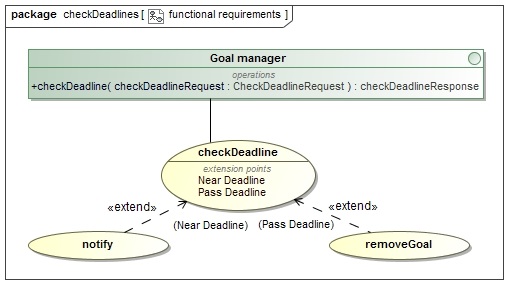 package checkDeadlines [ functional requirements ]
Goal manager
operations
+checkDeadline( checkDeadlineRequest : CheckDeadlineRequest ) : checkDeadlineResponse
checkDeadline
extension points
Near Deadline
Pass Deadline
«extend»
«extend»
(Near Deadline)
(Pass Deadline)
notify
removeGoal